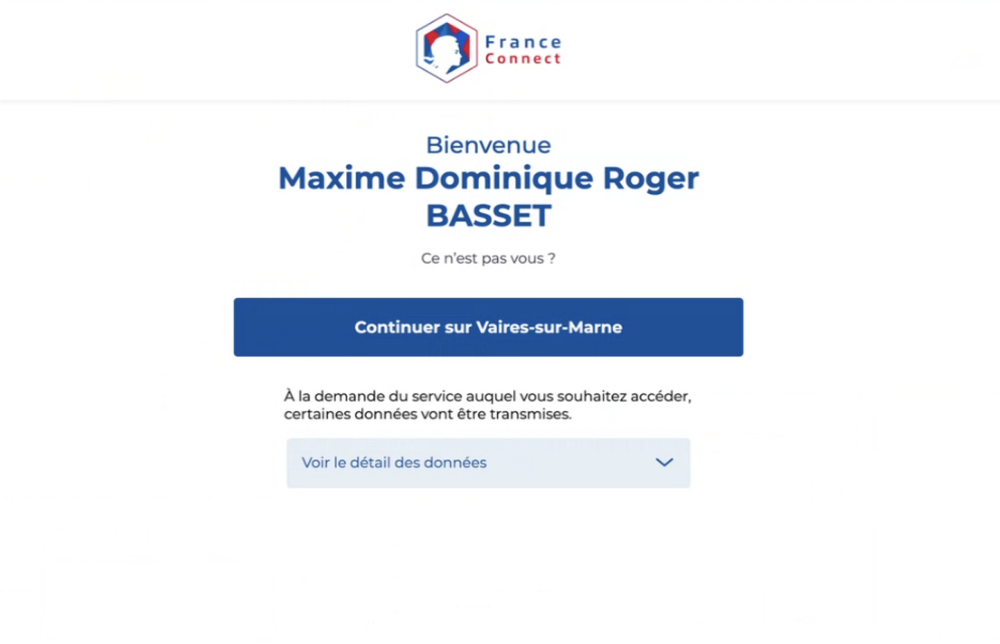 France
Connect
Bienvenue
Maxime Dominique Roger
BASSET
Ce n'est pas vous ?
Continuer sur Vaires-sur-Marne
À la demande du service auquel vous souhaitez accéder,
certaines données vont être transmises.
Voir le détail des données